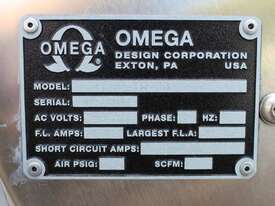 OMEGA
OMEGA
DESIGN CORPORATION
EXTON, PA USA
MODEL:
SERIAL:
AC VOLTS: PHASE: HZ:
F.L. AMPS: LARGEST F.L.A:
SHORT CIRCUIT AMPS:
AIR PSIG: SCFM: